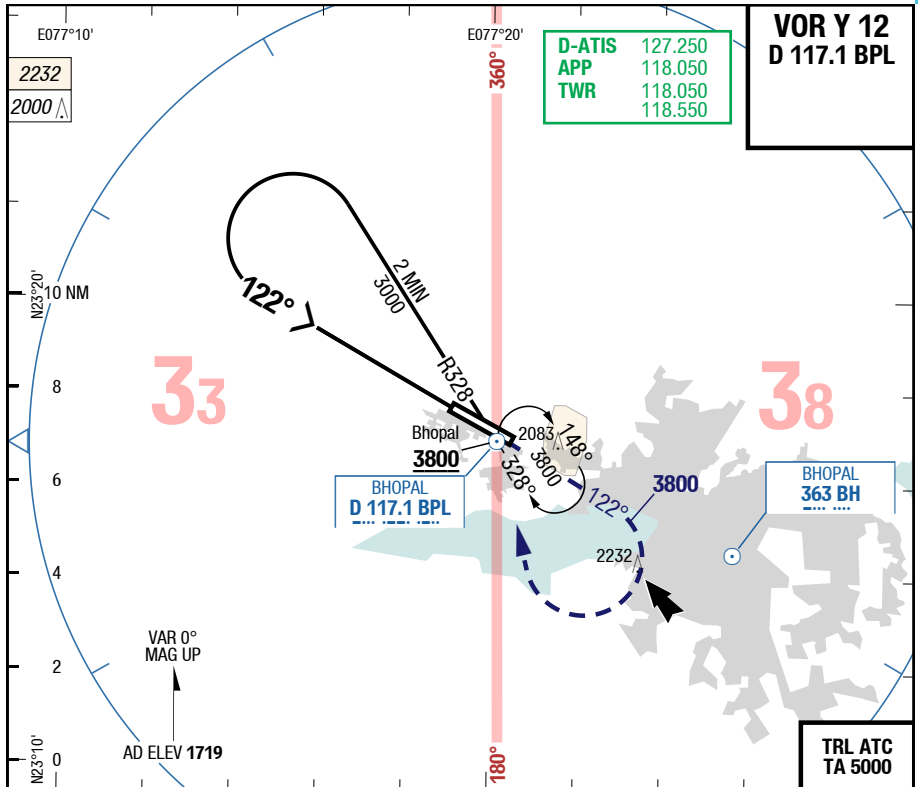 E077°10'
E077°20'
VOR Y 12
D 117.1 BPL
D-ATIS 127.250
APP 118.050
TWR 118.050
118.550
2232
2000
360°
2 MIN
3000
122°
N23°20'
10 NM
R328
33
38
8
Bhopal
3800
2083
148°
3800
328°
122°
3800
6
BHOPAL
D 117.1 BPL
BHOPAL
363 BH
2232
4
VAR 0°
MAG UP
2
AD ELEV 1719
N23°10'
0
180°
TRL ATC
TA 5000